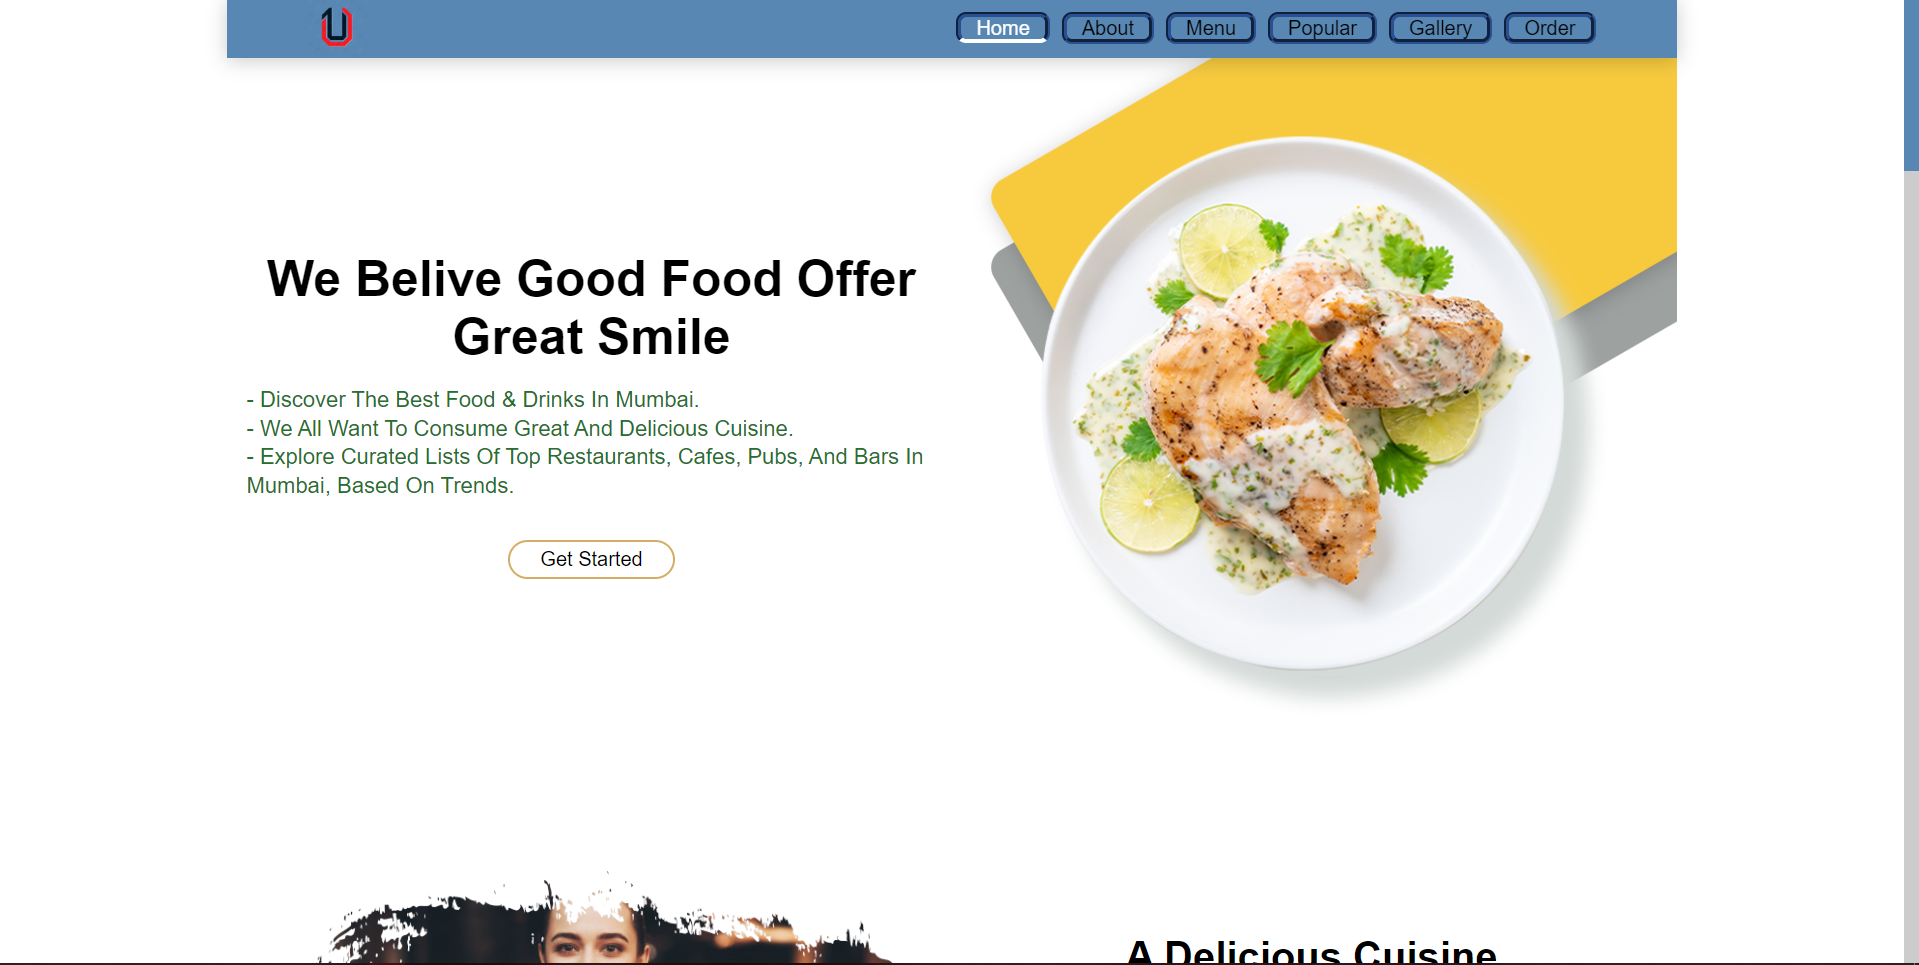 Home About Menu Popular Gallery Order
We Belive Good Food Offer
Great Smile
- Discover The Best Food & Drinks In Mumbai.
- We All Want To Consume Great And Delicious Cuisine.
- Explore Curated Lists Of Top Restaurants, Cafes, Pubs, And Bars In
Mumbai, Based On Trends.
Get Started
A Delicious Cuisine